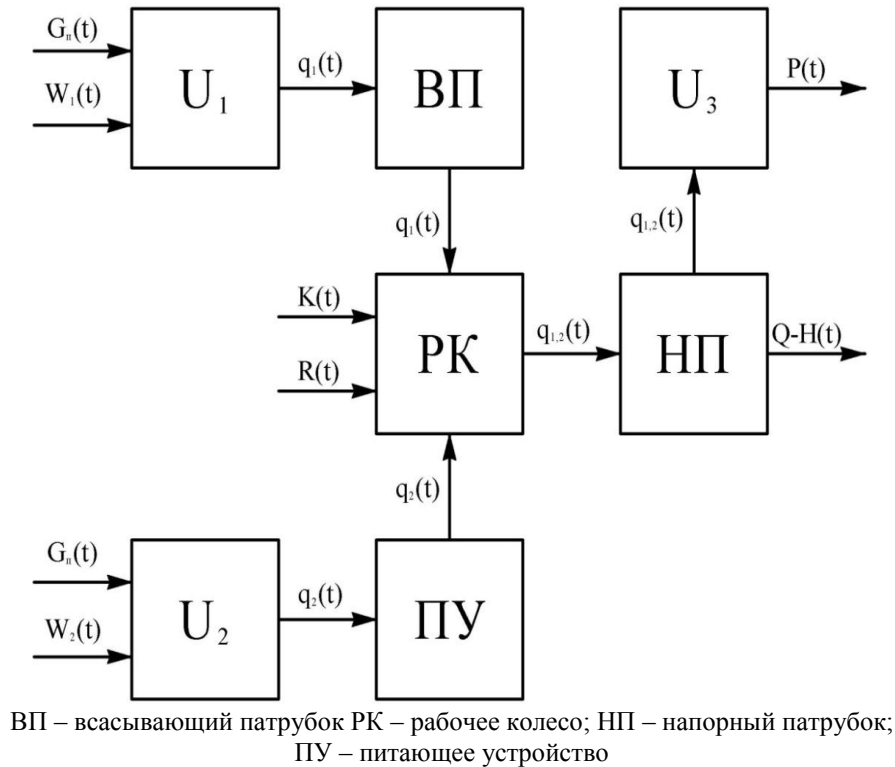 Gп(t)
W₁(t)
U₁
q₁(t)
ВП
U₃
P(t)
q₁(t)
q₁,₂(t)
K(t)
R(t)
РК
q₁,₂(t)
НП
Q-H(t)
q₂(t)
Gп(t)
W₂(t)
U₂
q₂(t)
ПУ
ВП – всасывающий патрубок РК – рабочее колесо; НП – напорный патрубок;
ПУ – питающее устройство